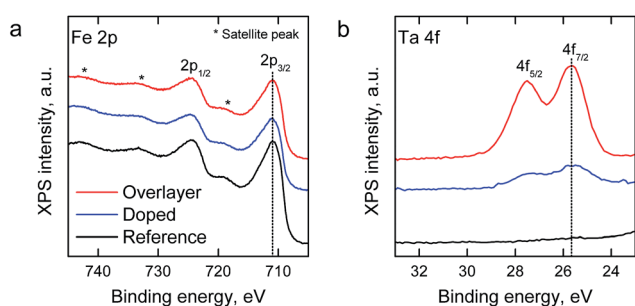 a
Fe 2p
* Satellite peak
2p1/2
2p3/2
*
*
*
XPS intensity, a.u.
Overlayer
Doped
Reference
740
730
720
710
Binding energy, eV
b
Ta 4f
4f7/2
4f5/2
XPS intensity, a.u.
32
30
28
26
24
Binding energy, eV